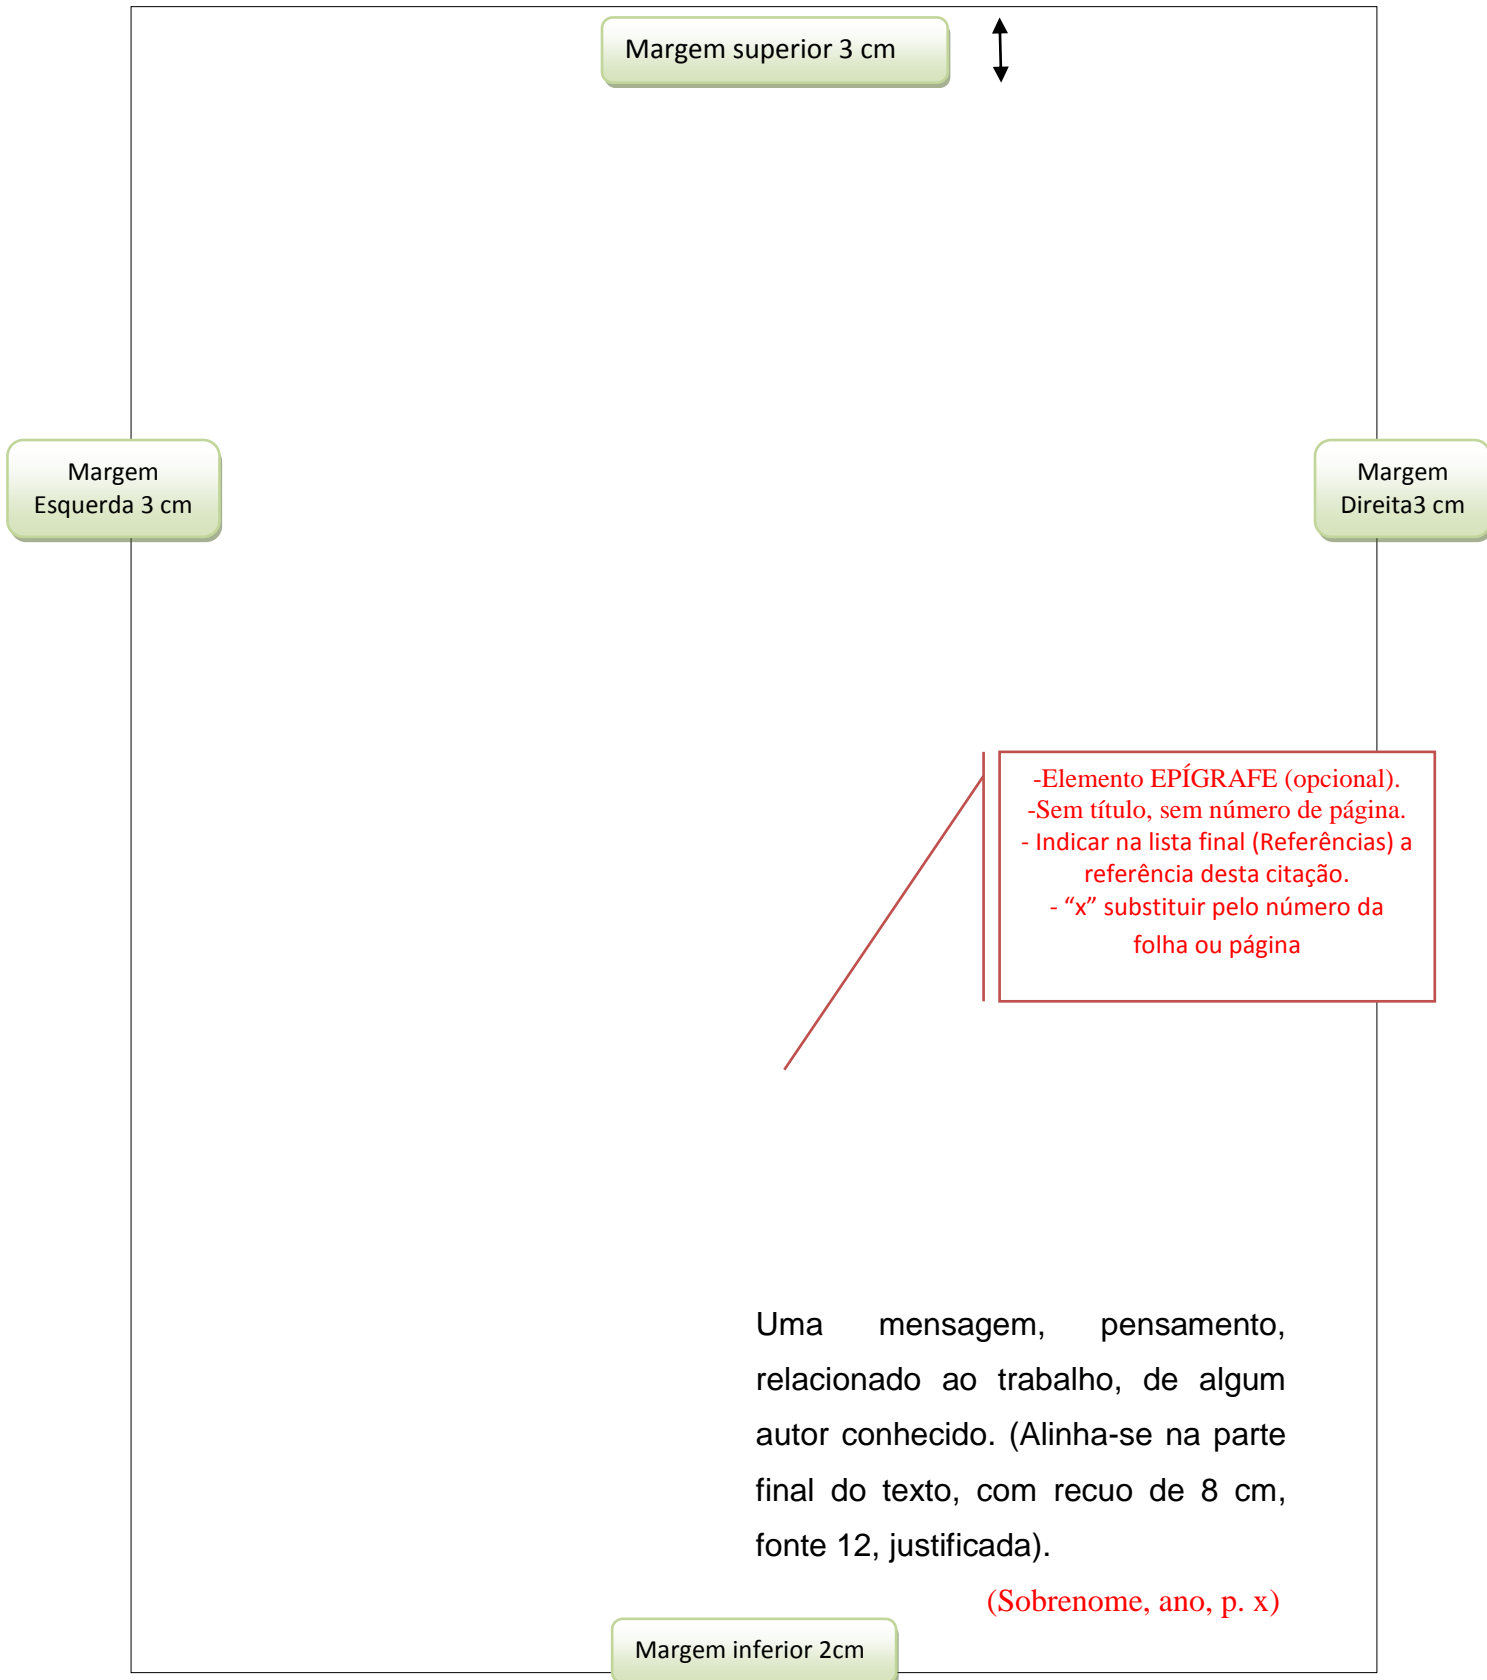 Margem superior 3 cm
Margem
Esquerda 3 cm
Margem
Direita3 cm
-Elemento EPÍGRAFE (opcional).
-Sem título, sem número de página.
- Indicar na lista final (Referências) a
referência desta citação.
- “x” substituir pelo número da
folha ou página
Uma mensagem, pensamento,
relacionado ao trabalho, de algum
autor conhecido. (Alinha-se na parte
final do texto, com recuo de 8 cm,
fonte 12, justificada).
(Sobrenome, ano, p. x)
Margem inferior 2cm